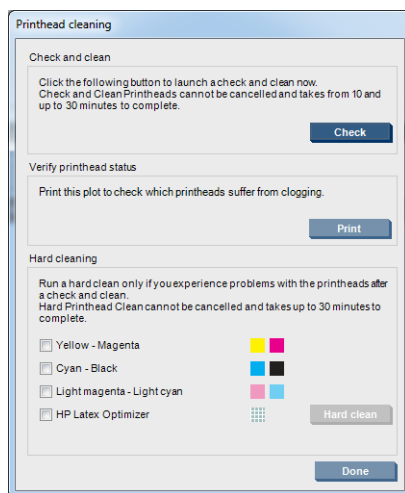 Printhead cleaning
Check and clean
Click the following button to launch a check and clean now.
Check and Clean Printheads cannot be cancelled and takes from 10 and
up to 30 minutes to complete.
Check
Verify printhead status
Print this plot to check which printheads suffer from clogging.
Print
Hard cleaning
Run a hard clean only if you experience problems with the printheads after
a check and clean.
Hard Printhead Clean cannot be cancelled and takes up to 30 minutes to
complete.
Yellow - Magenta
Cyan - Black
Light magenta - Light cyan
HP Latex Optimizer
Hard clean
Done